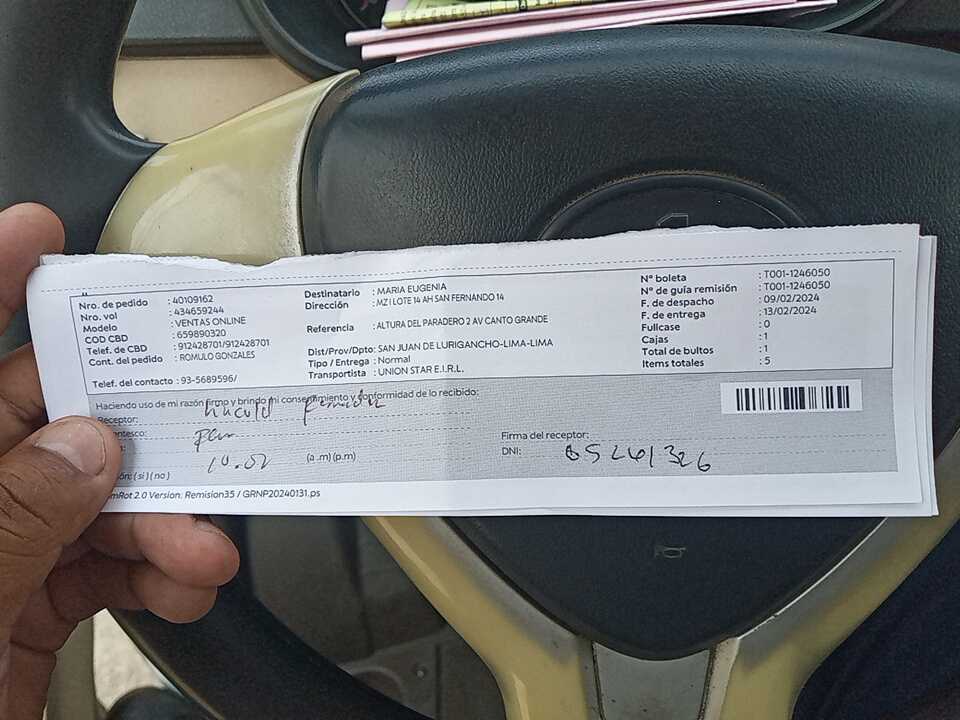 Nro. de pedido : 40109162
Nro. vol : 434659244
Modelo : VENTAS ONLINE
COD CBD : 659890320
Telef. de CBD : 912428701/912428701
Cont. del pedido : ROMULO GONZALES
Telef. del contacto : 93-5689596/
Destinatario : MARIA EUGENIA
Dirección : MZ I LOTE 14 AH SAN FERNANDO 14
Referencia : ALTURA DEL PARADERO 2 AV CANTO GRANDE
Dist/Prov/Dpto: SAN JUAN DE LURIGANCHO-LIMA-LIMA
Tipo / Entrega : Normal
Transportista : UNION STAR E.I.R.L.
N° boleta : T001-1246050
N° de guía remisión : T001-1246050
F. de despacho : 09/02/2024
F. de entrega : 13/02/2024
Fullcase : 0
Cajas : 1
Total de bultos : 1
Items totales : 5
Haciendo uso de mi razón firmo y brindo mi consentimiento y conformidad de lo recibido:
Receptor:
ntesco:
10.02 (a .m) (p.m)
ón: ( si ) ( no )
Firma del receptor:
DNI: 05261326
mRot 2.0 Version: Remision35 / GRNP20240131.ps